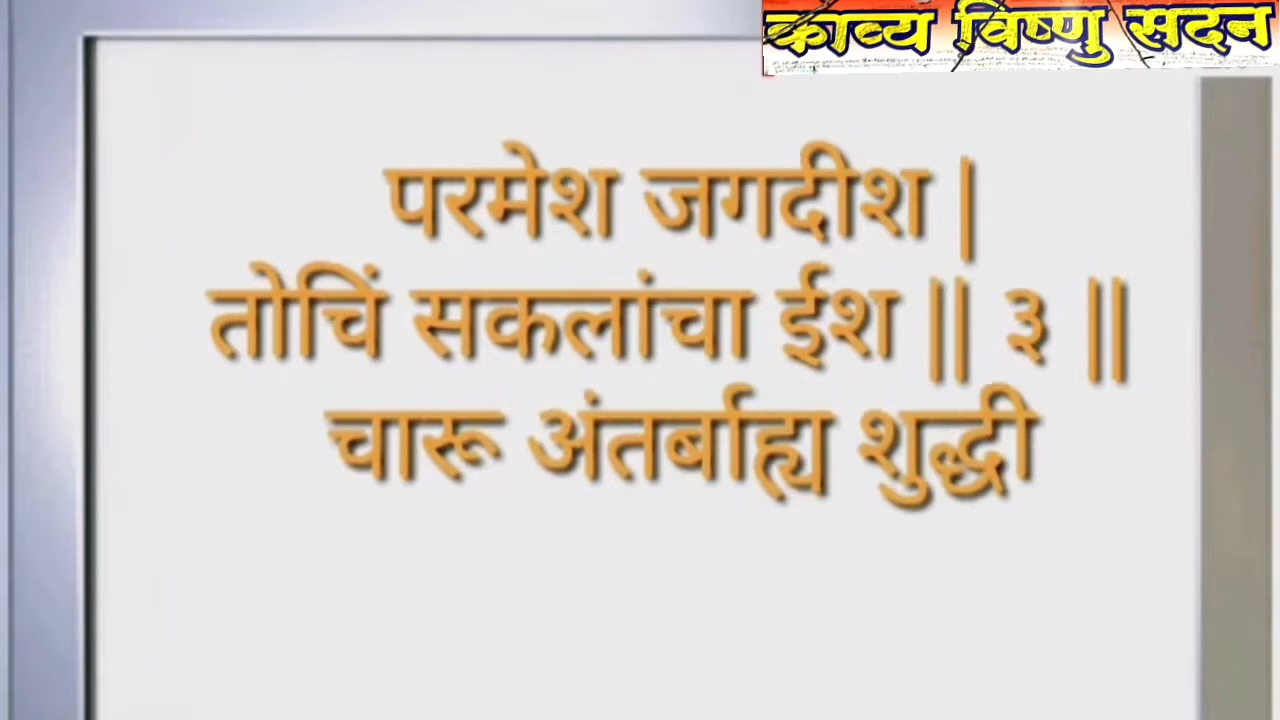 काव्य विष्णु सदन
परमेश जगदीश |
तोचिं सकलांचा ईश || ३ ||
चारू अंतर्बाह्य शुद्धी